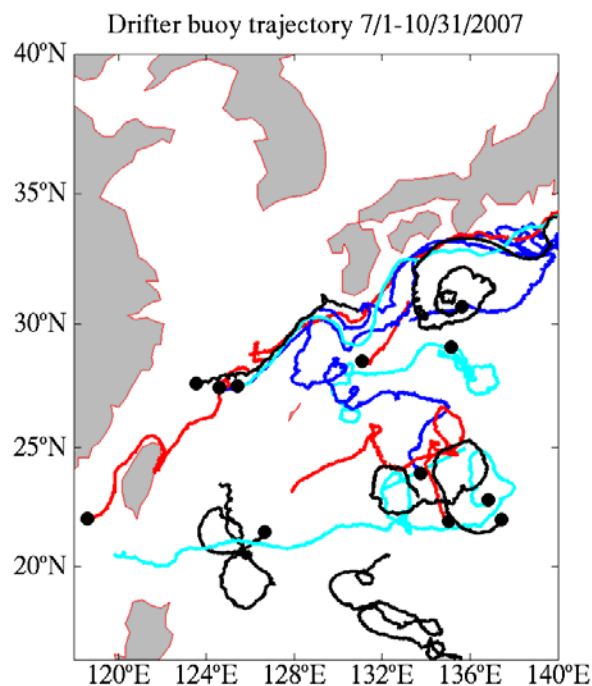 Drifter buoy trajectory 7/1-10/31/2007
40ºN
35ºN
30ºN
25ºN
20ºN
120ºE 124ºE 128ºE 132ºE 136ºE 140ºE